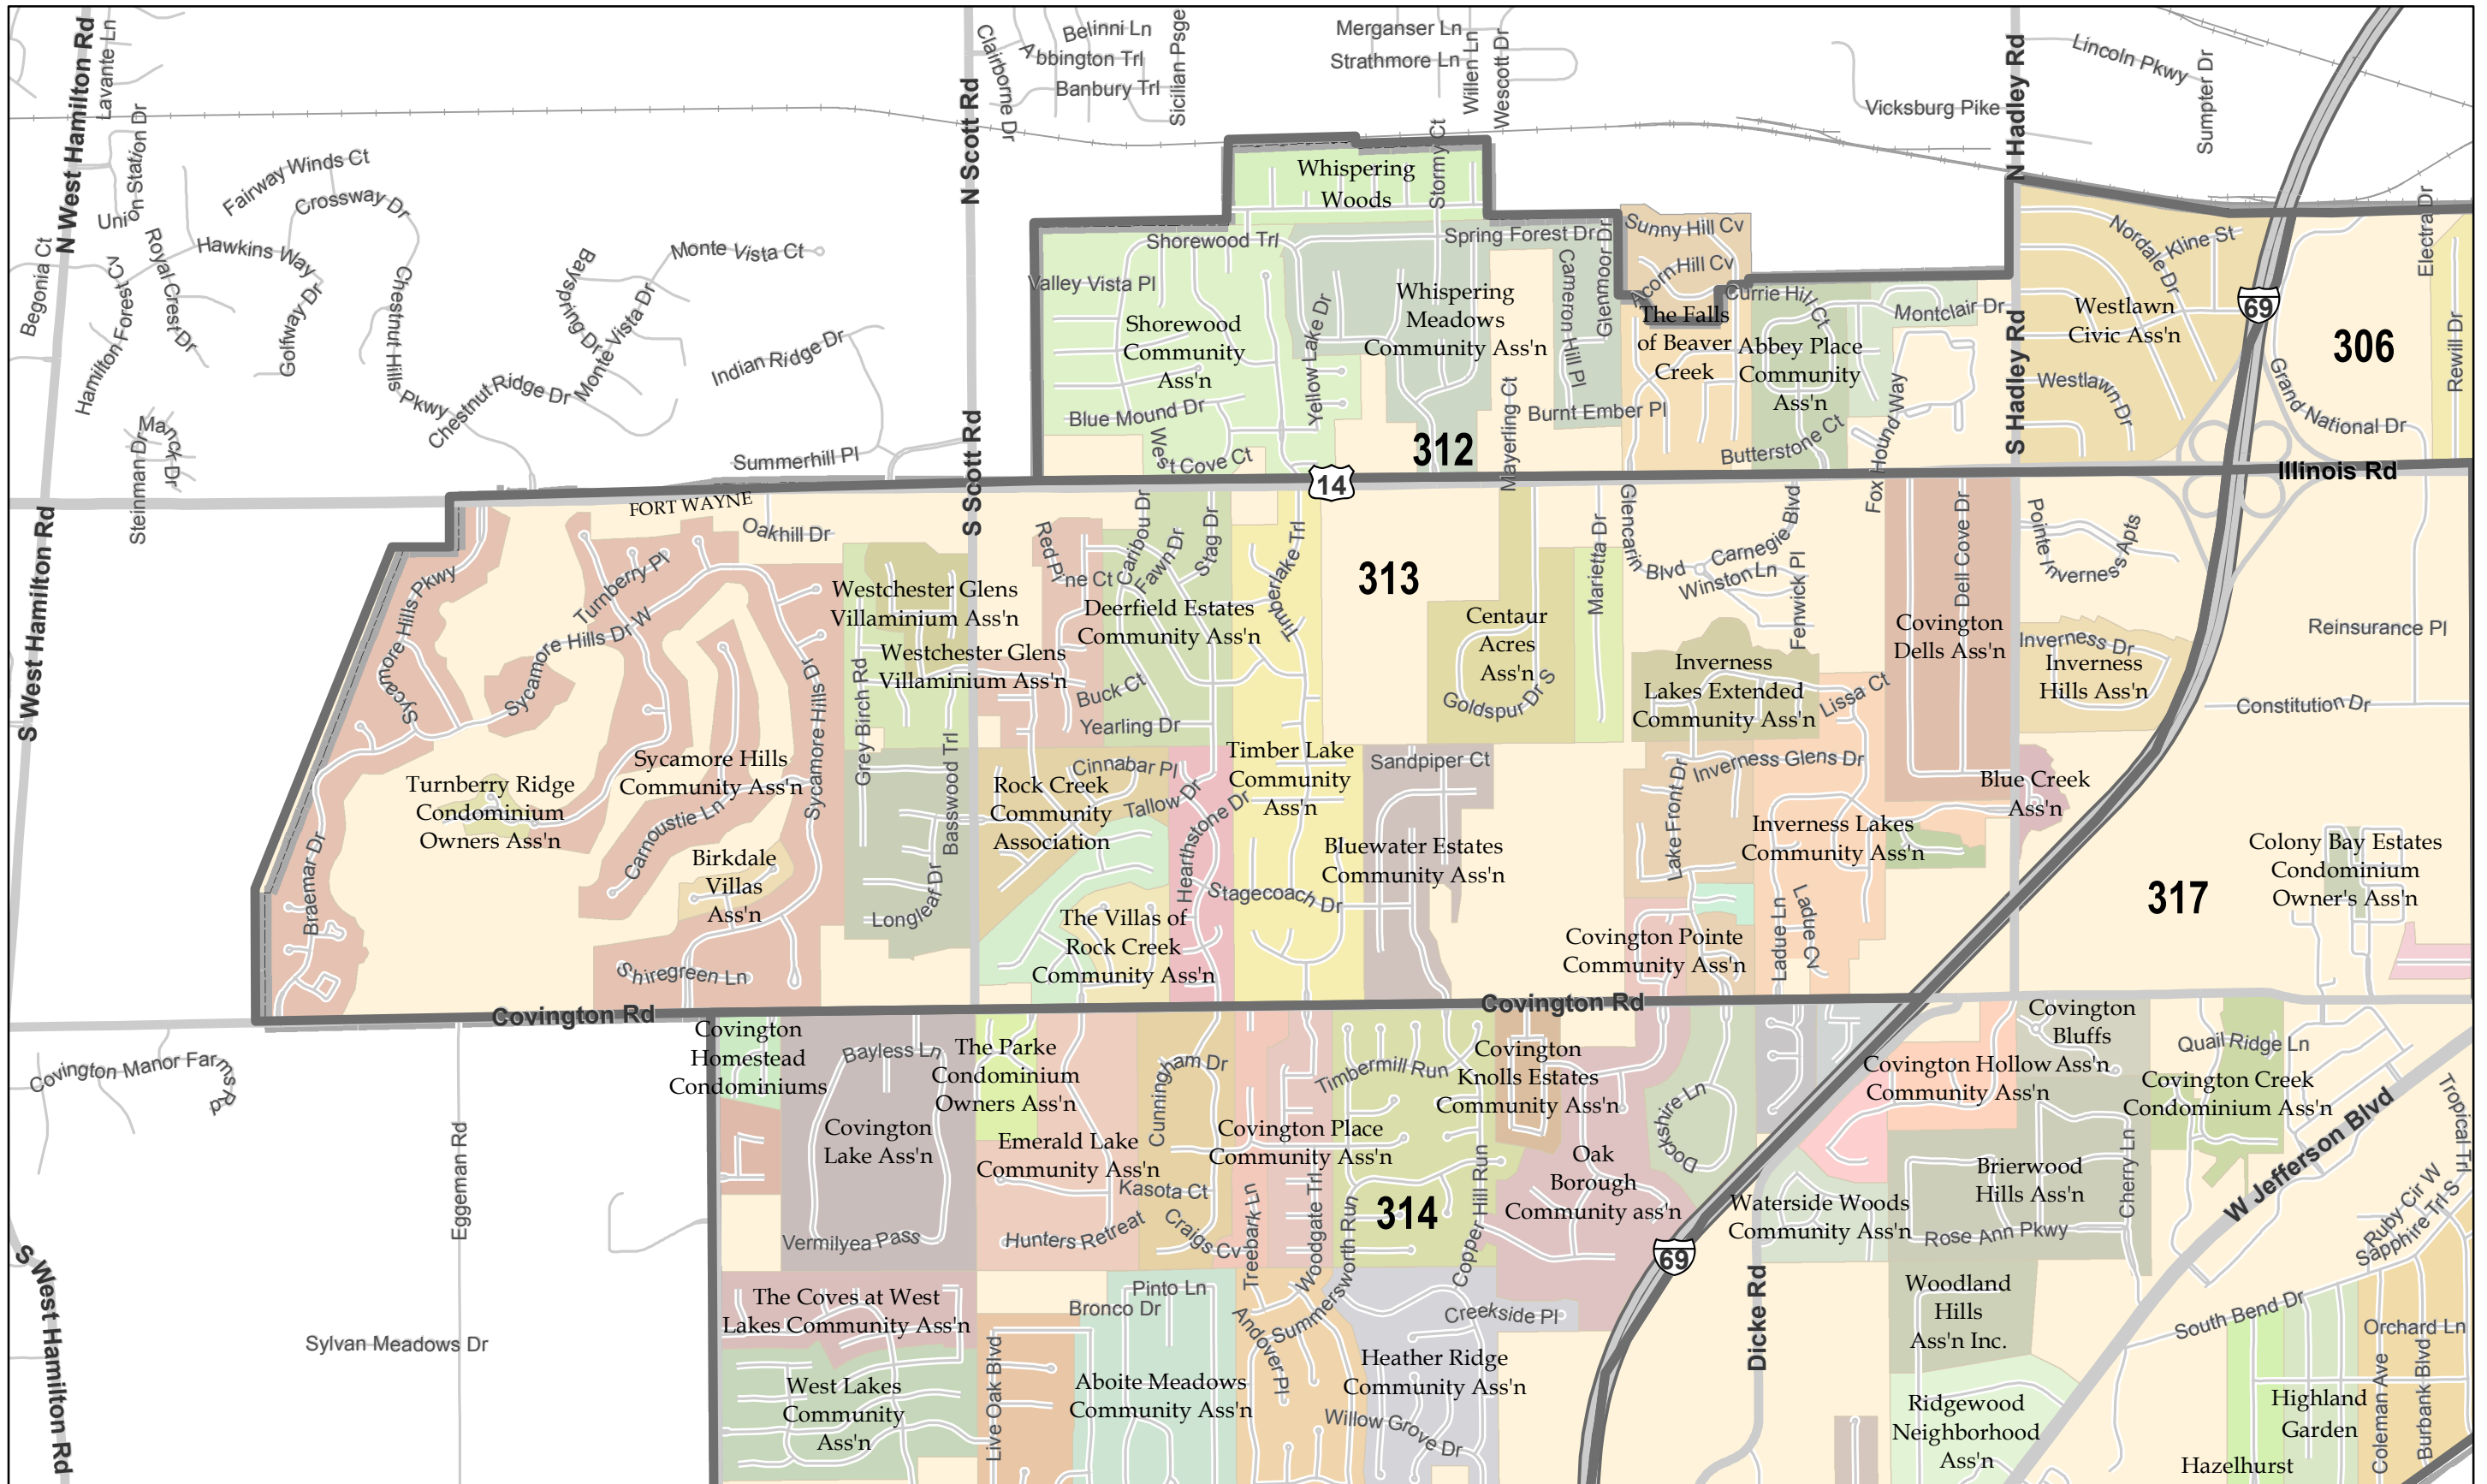 N West Hamilton Rd
Lavante Ln
Union Station Dr
Begonia Ct
Hamilton Forest Cv
Royal Crest Dr
Fairway Winds Ct
Crossway Dr
Hawkins Way
Golfway Dr
Chestnut Hills Pkwy
Chestnut Ridge Dr
Bayspring Dr
Monte Vista Dr
Monte Vista Ct
Indian Ridge Dr
Summerhill Pl
Manck Dr
Steinman Dr
N Scott Rd
S Scott Rd
Clairborne Dr
Belinni Ln
Abbington Trl
Banbury Trl
Sicilian Psge
Merganser Ln
Strathmore Ln
Willen Ln
Wescott Dr
Stormy Ct
Vicksburg Pike
N Hadley Rd
S Hadley Rd
Lincoln Pkwy
Sumpter Dr
Electra Dr
Rewill Dr
Whispering
Woods
Shorewood Trl
Valley Vista Pl
Shorewood
Community
Ass'n
Blue Mound Dr
West Cove Ct
Yellow Lake Dr
Spring Forest Dr
Whispering
Meadows
Community Ass'n
Cameron Hill Pl
Glenmoor Dr
Mayerling Ct
Burnt Ember Pl
312
Sunny Hill Cv
Acorn Hill Cv
The Falls
of Beaver
Creek
Currie Hill Ct
Abbey Place
Community
Ass'n
Butterstone Ct
Montclair Dr
Fox Hound Way
Nordale Dr
Kline St
Westlawn
Civic Ass'n
Westlawn Dr
69
306
Grand National Dr
Illinois Rd
14
FORT WAYNE
S West Hamilton Rd
Oakhill Dr
Sycamore Hills Pkwy
Turnberry Pl
Sycamore Hills Dr W
Sycamore Hills Dr
Sycamore Hills
Community Ass'n
Turnberry Ridge
Condominium
Owners Ass'n
Carnoustie Ln
Birkdale
Villas
Ass'n
Braemar Dr
Shiregreen Ln
Westchester Glens
Villaminium Ass'n
Westchester Glens
Villaminium Ass'n
Grey Birch Rd
Basswood Trl
Longleaf Dr
Red Pine Ct
Caribou Dr
Fawn Dr
Stag Dr
Deerfield Estates
Community Ass'n
Buck Ct
Yearling Dr
Timberlake Trl
313
Timber Lake
Community
Ass'n
Cinnabar Pl
Rock Creek
Community
Association
Tallow Dr
Hearthstone Dr
Stagecoach Dr
The Villas of
Rock Creek
Community Ass'n
Sandpiper Ct
Bluewater Estates
Community Ass'n
Centaur
Acres
Ass'n
Goldspur Dr S
Marietta Dr
Glencarin Blvd
Carnegie Blvd
Winston Ln
Fenwick Pl
Inverness
Lakes Extended
Community Ass'n
Lissa Ct
Inverness Glens Dr
Lake Front Dr
Inverness Lakes
Community Ass'n
Ladue Ln
Ladue Cv
Covington Pointe
Community Ass'n
Dell Cove Dr
Covington
Dells Ass'n
Pointe Inverness Apts
Inverness Dr
Inverness
Hills Ass'n
Blue Creek
Ass'n
Reinsurance Pl
Constitution Dr
Colony Bay Estates
Condominium
Owner's Ass'n
317
Covington Rd
Covington Rd
Covington Manor Farms Rd
Eggeman Rd
Sylvan Meadows Dr
S West Hamilton Rd
Covington
Homestead
Condominiums
Bayless Ln
Covington
Lake Ass'n
Vermilyea Pass
The Parke
Condominium
Owners Ass'n
Emerald Lake
Community Ass'n
Hunters Retreat
Cunningham Dr
Kasota Ct
Craigs Cv
Treebark Ln
Covington Place
Community Ass'n
Woodgate Trl
Timbermill Run
Summersworth Run
314
Copper Hill Run
Covington
Knolls Estates
Community Ass'n
Oak
Borough
Community ass'n
Dockshire Ln
Creekside Pl
69
Dicke Rd
The Coves at West
Lakes Community Ass'n
West Lakes
Community
Ass'n
Live Oak Blvd
Pinto Ln
Bronco Dr
Aboite Meadows
Community Ass'n
Andover Pl
Heather Ridge
Community Ass'n
Willow Grove Dr
Covington
Bluffs
Ass'n
Covington Hollow
Community Ass'n
Quail Ridge Ln
Covington Creek
Condominium Ass'n
Brierwood
Hills Ass'n
Cherry Ln
Rose Ann Pkwy
Waterside Woods
Community Ass'n
Woodland
Hills
Ass'n Inc.
Ridgewood
Neighborhood
Ass'n
W Jefferson Blvd
Tropical Trl
Ruby Cir W
Sapphire Trl S
South Bend Dr
Orchard Ln
Coleman Ave
Burbank Blvd
Highland
Garden
Hazelhurst